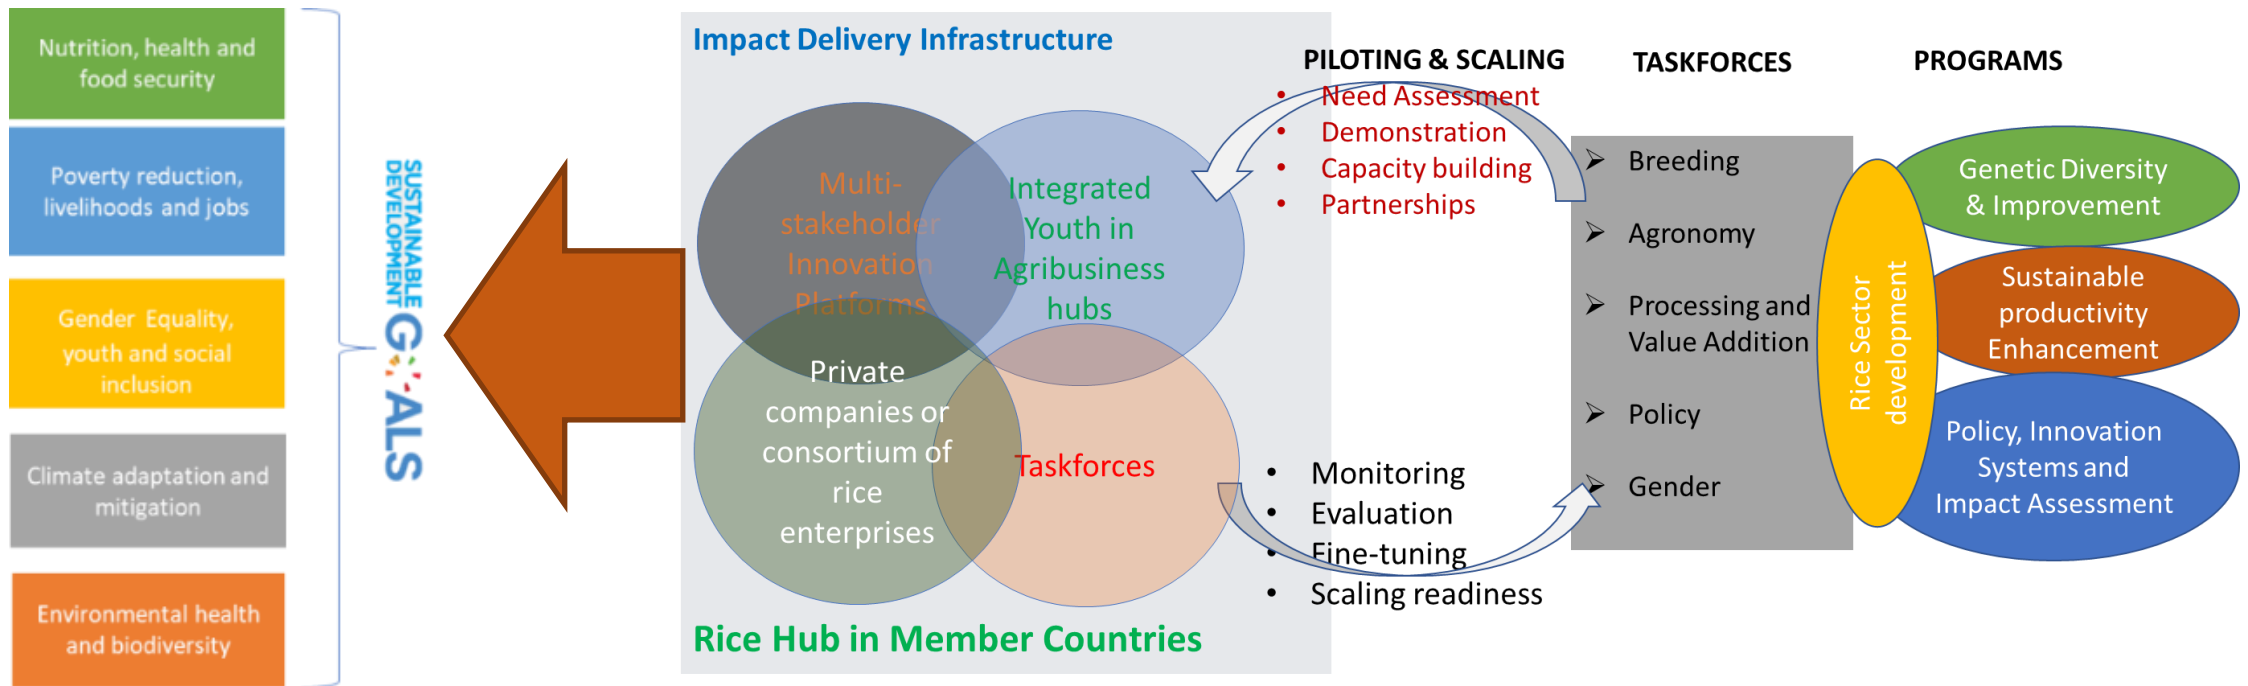 Nutrition, health and
food security
Poverty reduction,
livelihoods and jobs
Gender Equality,
youth and social
inclusion
Climate adaptation and
mitigation
Environmental health
and biodiversity
SUSTAINABLE
DEVELOPMENT
GOALS
Impact Delivery Infrastructure
Multi-
stakeholder
Innovation
Platforms
Integrated
Youth in
Agribusiness
hubs
Private
companies or
consortium of
rice
enterprises
Taskforces
Rice Hub in Member Countries
PILOTING & SCALING
• Need Assessment
• Demonstration
• Capacity building
• Partnerships
• Monitoring
• Evaluation
• Fine-tuning
• Scaling readiness
TASKFORCES
➢ Breeding
➢ Agronomy
➢ Processing and
Value Addition
➢ Policy
➢ Gender
PROGRAMS
Rice Sector
development
Genetic Diversity
& Improvement
Sustainable
productivity
Enhancement
Policy, Innovation
Systems and
Impact Assessment